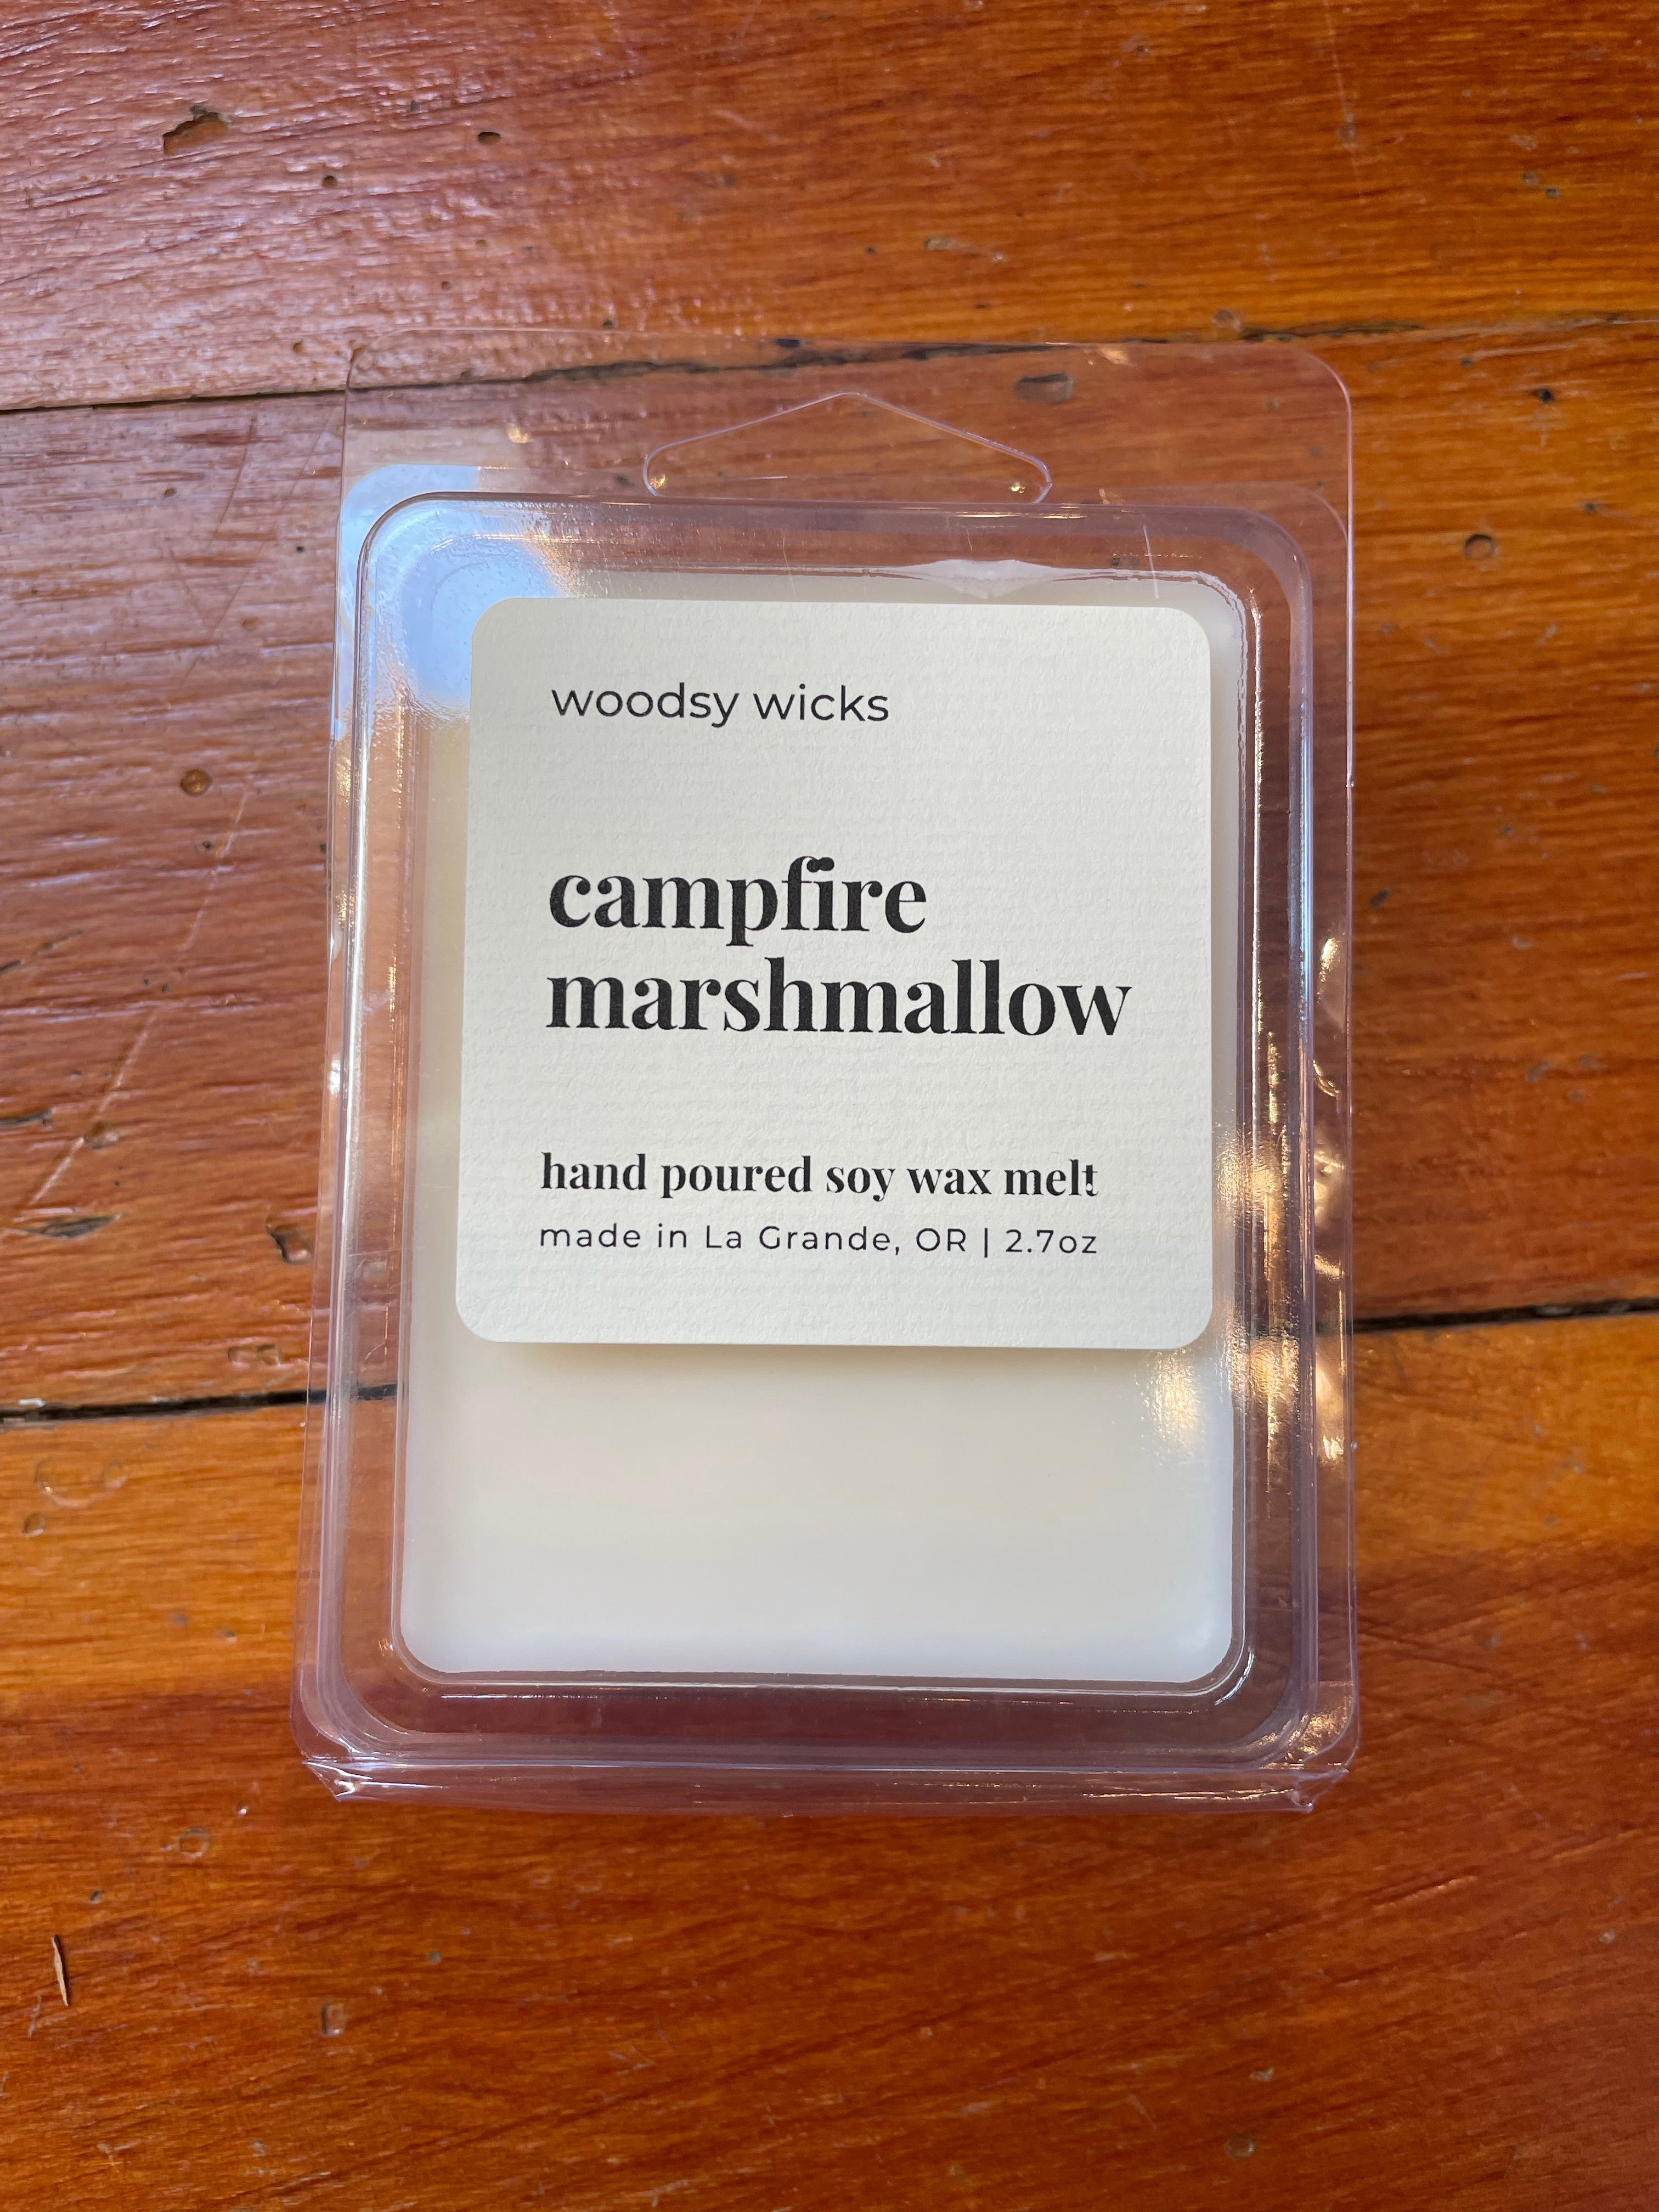 woodsy wicks
campfire
marshmallow
hand poured soy wax melt
made in La Grande, OR | 2.7oz